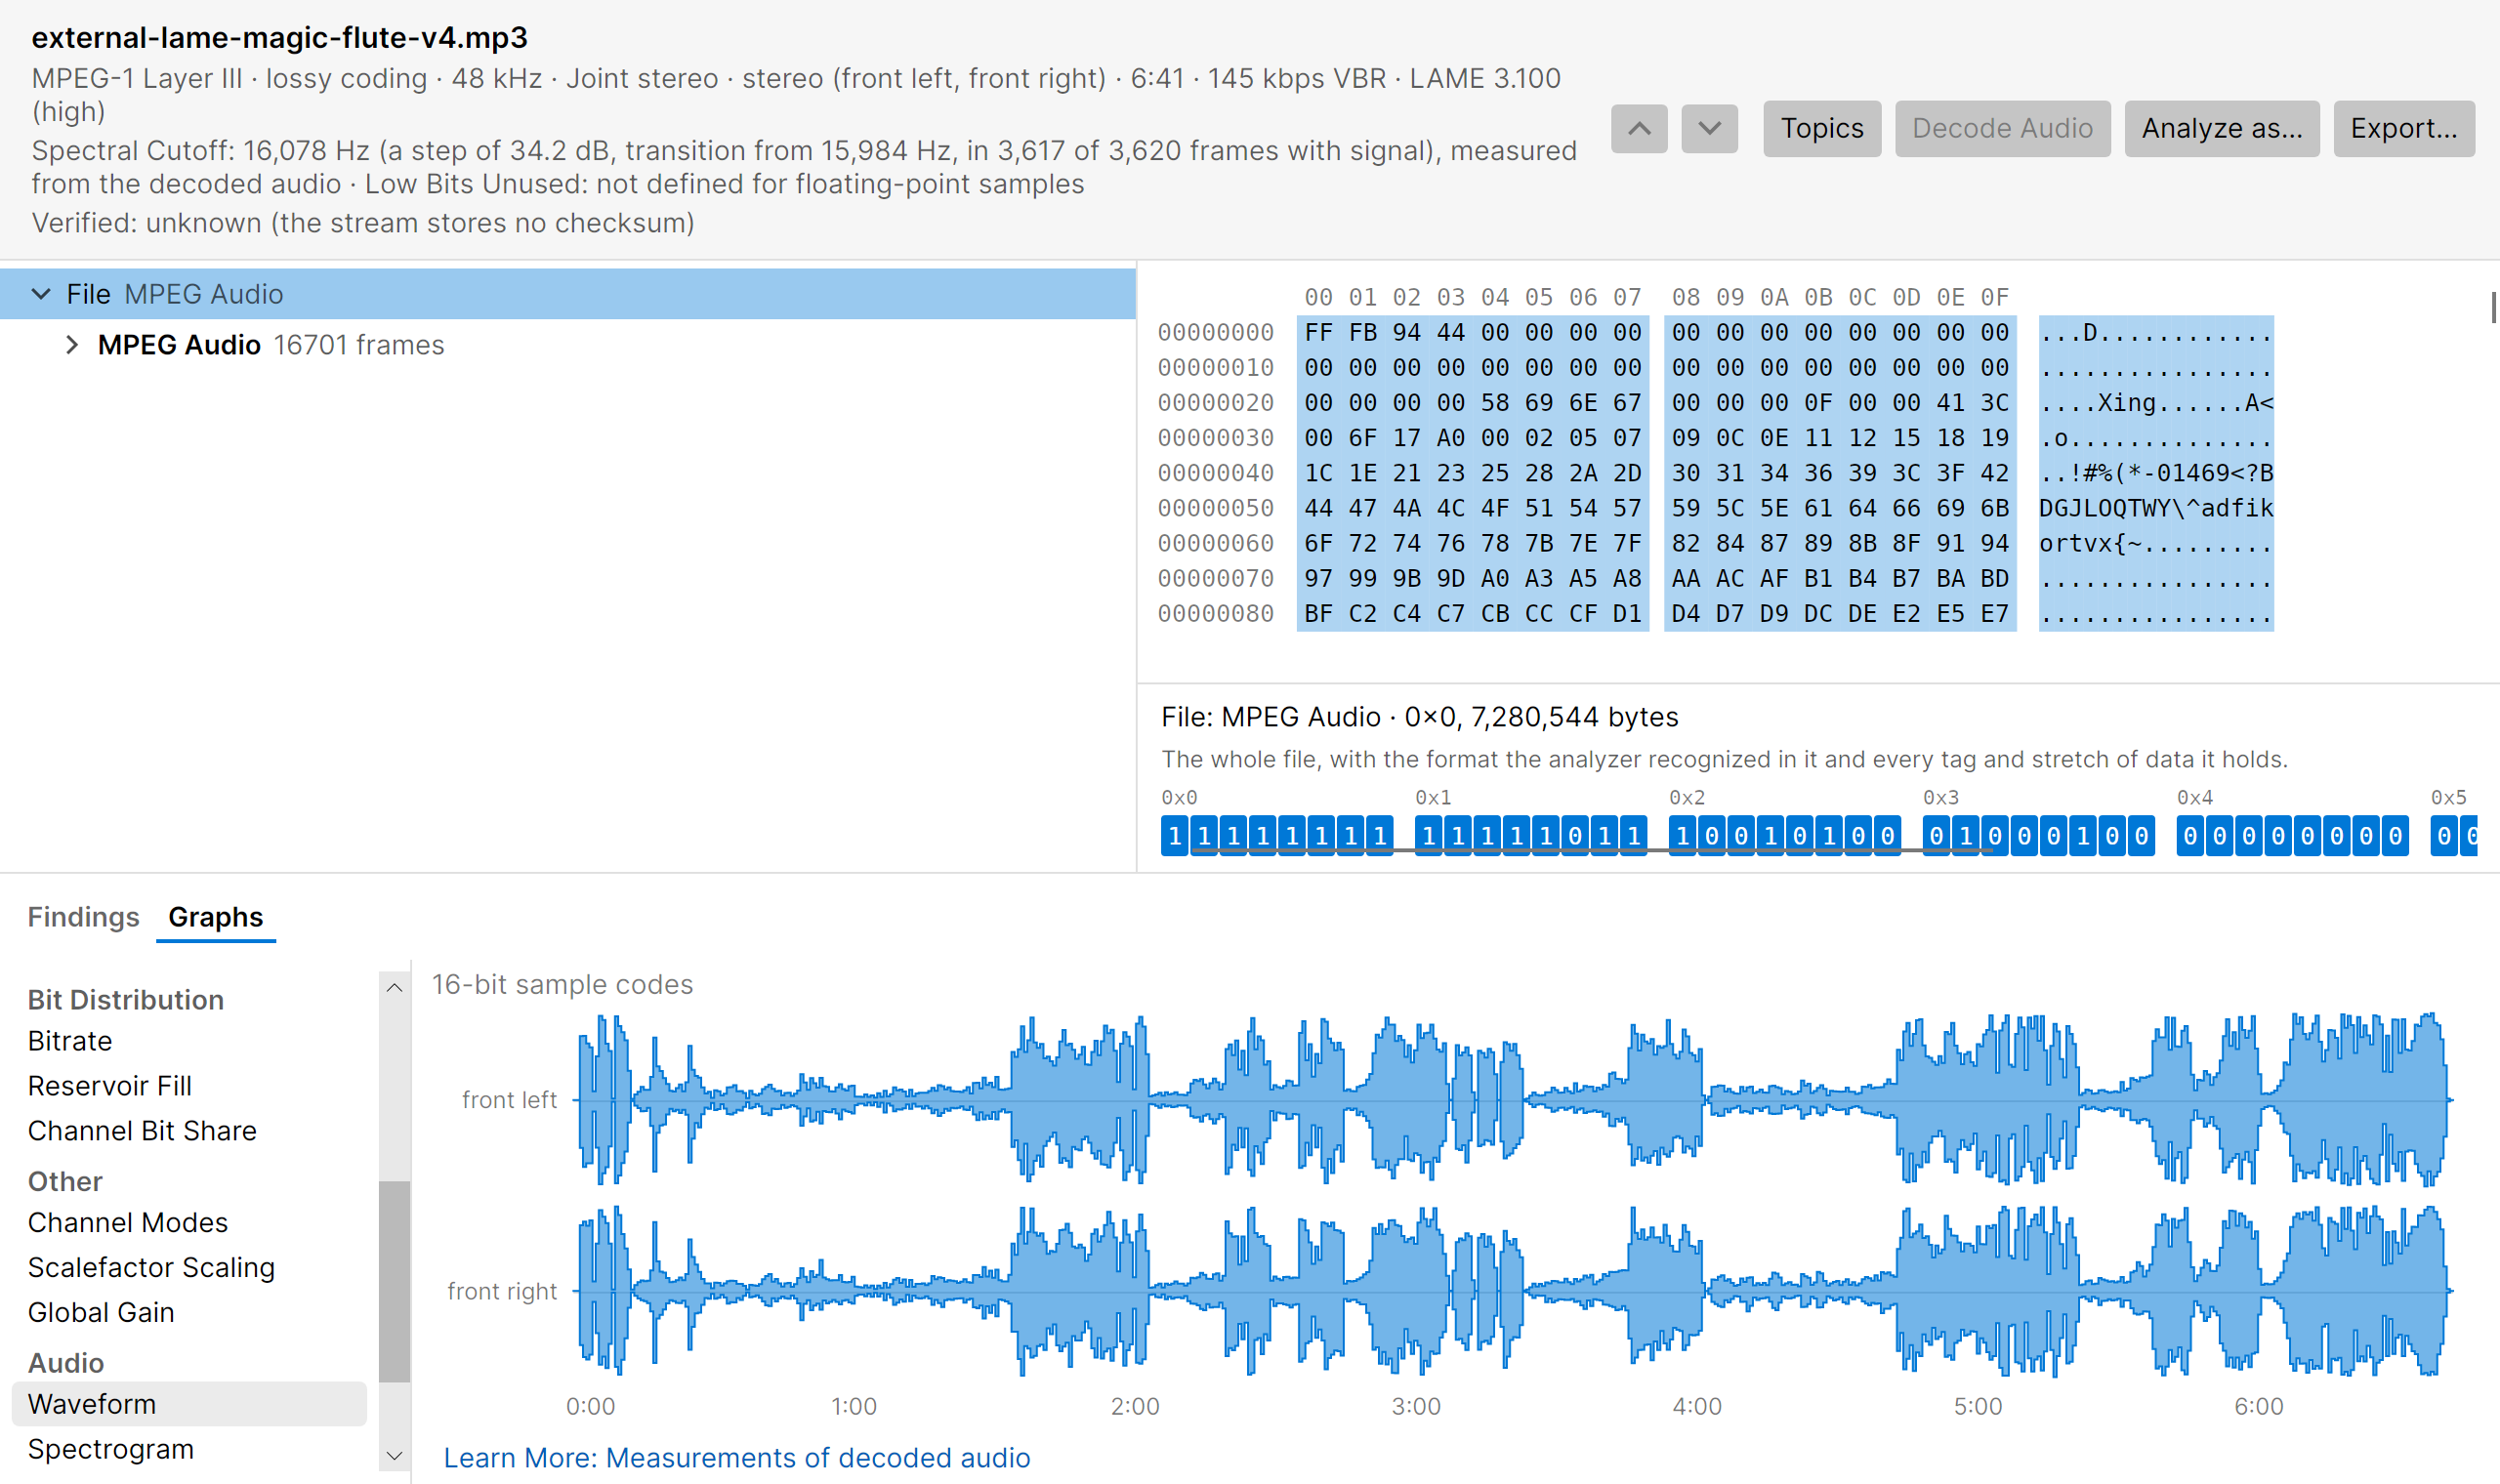 external-lame-magic-flute-v4.mp3
MPEG-1 Layer III · lossy coding · 48 kHz · Joint stereo · stereo (front left, front right) · 6:41 · 145 kbps VBR · LAME 3.100
(high)
Spectral Cutoff: 16,078 Hz (a step of 34.2 dB, transition from 15,984 Hz, in 3,617 of 3,620 frames with signal), measured
from the decoded audio · Low Bits Unused: not defined for floating-point samples
Verified: unknown (the stream stores no checksum)
Topics
Decode Audio
Analyze as...
Export...
File MPEG Audio
MPEG Audio 16701 frames
00 01 02 03 04 05 06 07 08 09 0A 0B 0C 0D 0E 0F
00000000 FF FB 94 44 00 00 00 00 00 00 00 00 00 00 00 00 ...D............
00000010 00 00 00 00 00 00 00 00 00 00 00 00 00 00 00 00 ................
00000020 00 00 00 00 58 69 6E 67 00 00 00 0F 00 00 41 3C ....Xing......A<
00000030 00 6F 17 A0 00 02 05 07 09 0C 0E 11 12 15 18 19 .o..............
00000040 1C 1E 21 23 25 28 2A 2D 30 31 34 36 39 3C 3F 42 ..!#%(*-01469<?B
00000050 44 47 4A 4C 4F 51 54 57 59 5C 5E 61 64 66 69 6B DGJLOQTWY\^adfik
00000060 6F 72 74 76 78 7B 7E 7F 82 84 87 89 8B 8F 91 94 ortvx{~.........
00000070 97 99 9B 9D A0 A3 A5 A8 AA AC AF B1 B4 B7 BA BD ................
00000080 BF C2 C4 C7 CB CC CF D1 D4 D7 D9 DC DE E2 E5 E7 ................
File: MPEG Audio · 0x0, 7,280,544 bytes
The whole file, with the format the analyzer recognized in it and every tag and stretch of data it holds.
0x0 0x1 0x2 0x3 0x4 0x5
1 1 1 1 1 1 1 1 1 1 1 1 1 0 1 1 1 0 0 1 0 1 0 0 0 1 0 0 0 1 0 0 0 0 0 0 0 0 0 0 0 0
Findings
Graphs
Bit Distribution
Bitrate
Reservoir Fill
Channel Bit Share
Other
Channel Modes
Scalefactor Scaling
Global Gain
Audio
Waveform
Spectrogram
16-bit sample codes
front left
front right
0:00 1:00 2:00 3:00 4:00 5:00 6:00
Learn More: Measurements of decoded audio